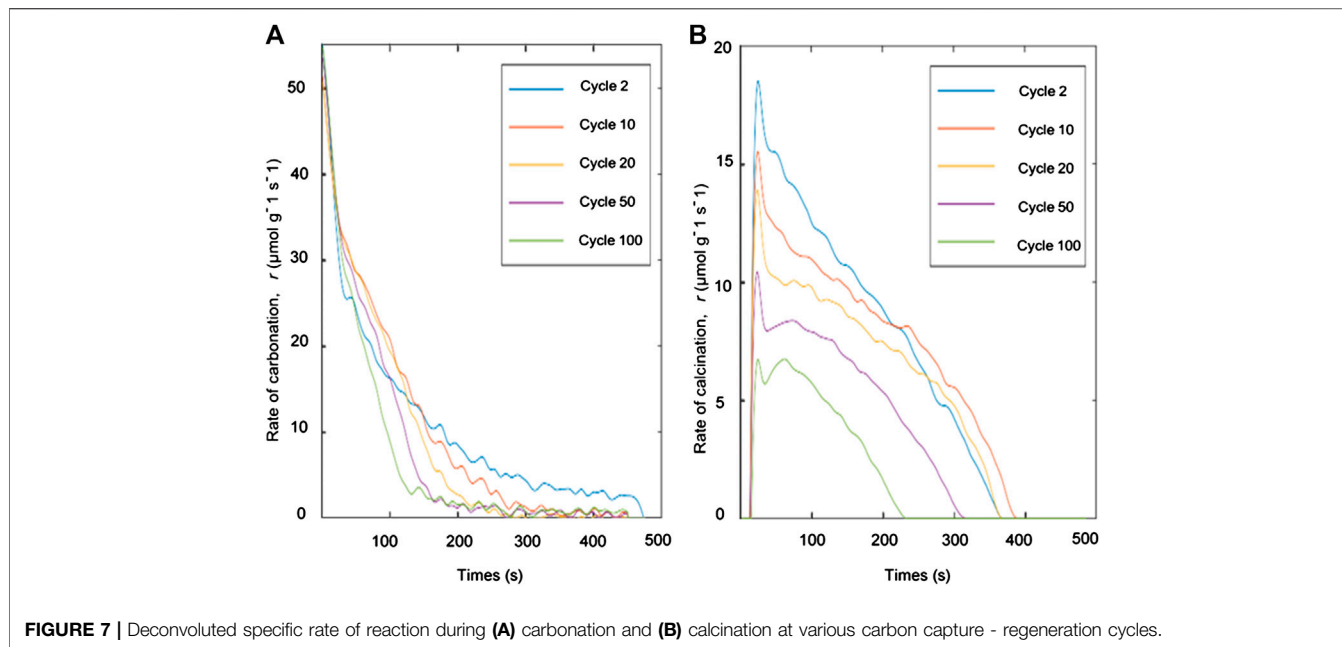 A
Rate of carbonation, r (µmol g⁻ 1 s⁻ 1)
50
40
30
20
10
0
100 200 300 400 500
Times (s)
Cycle 2
Cycle 10
Cycle 20
Cycle 50
Cycle 100
B
Rate of calcination, r (µmol g⁻ 1 s⁻ 1)
20
15
10
5
0
0 100 200 300 400 500
Times (s)
Cycle 2
Cycle 10
Cycle 20
Cycle 50
Cycle 100
FIGURE 7 | Deconvoluted specific rate of reaction during (A) carbonation and (B) calcination at various carbon capture - regeneration cycles.